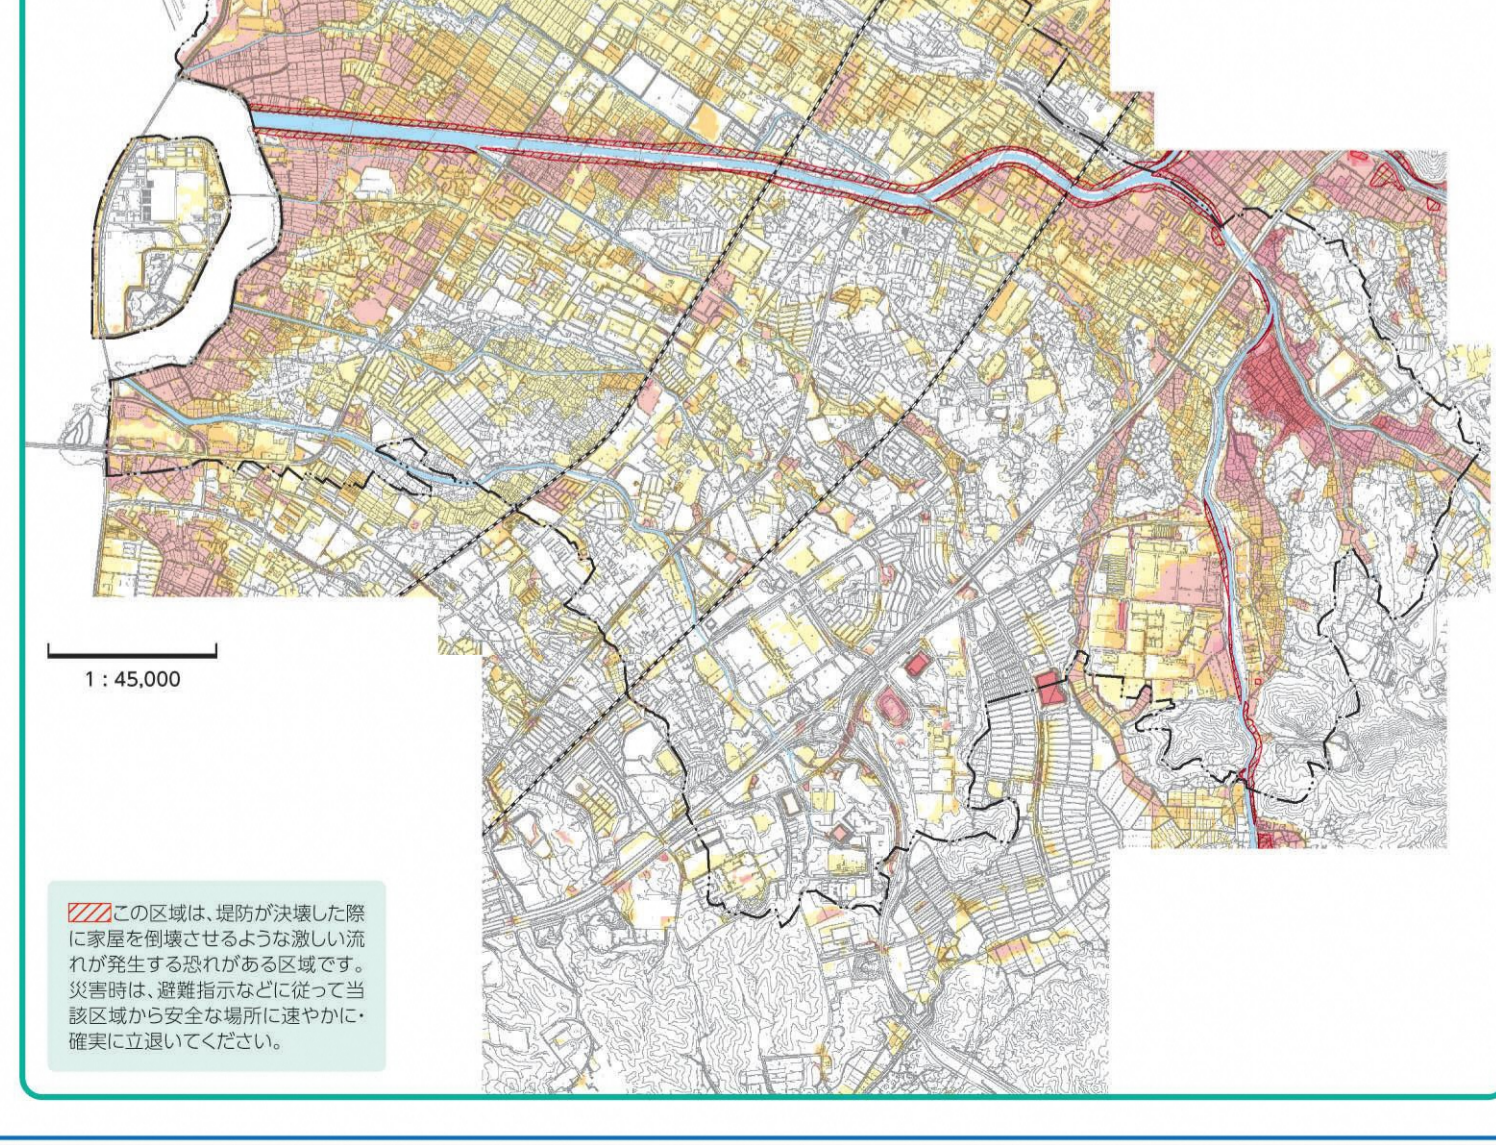 1 : 45,000
この区域は、堤防が決壊した際
に家屋を倒壊させるような激しい流
れが発生する恐れがある区域です。
災害時は、避難指示などに従って当
該区域から安全な場所に速やかに・
確実に立退いてください。